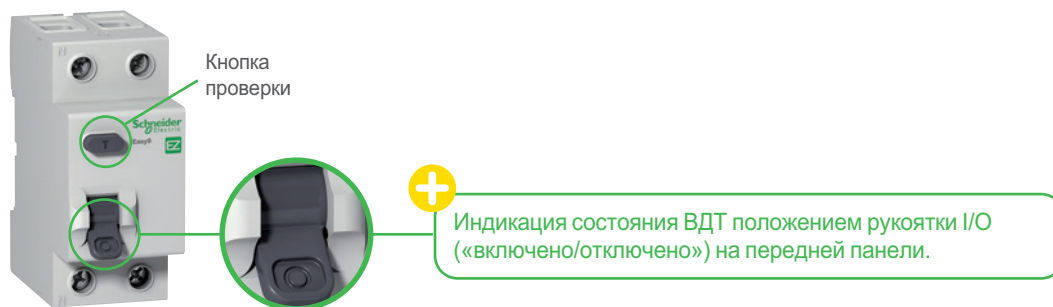 Кнопка
проверки
Schneider
Electric
Easy9
EZ
T
Индикация состояния ВДТ положением рукоятки I/O
(«включено/отключено») на передней панели.